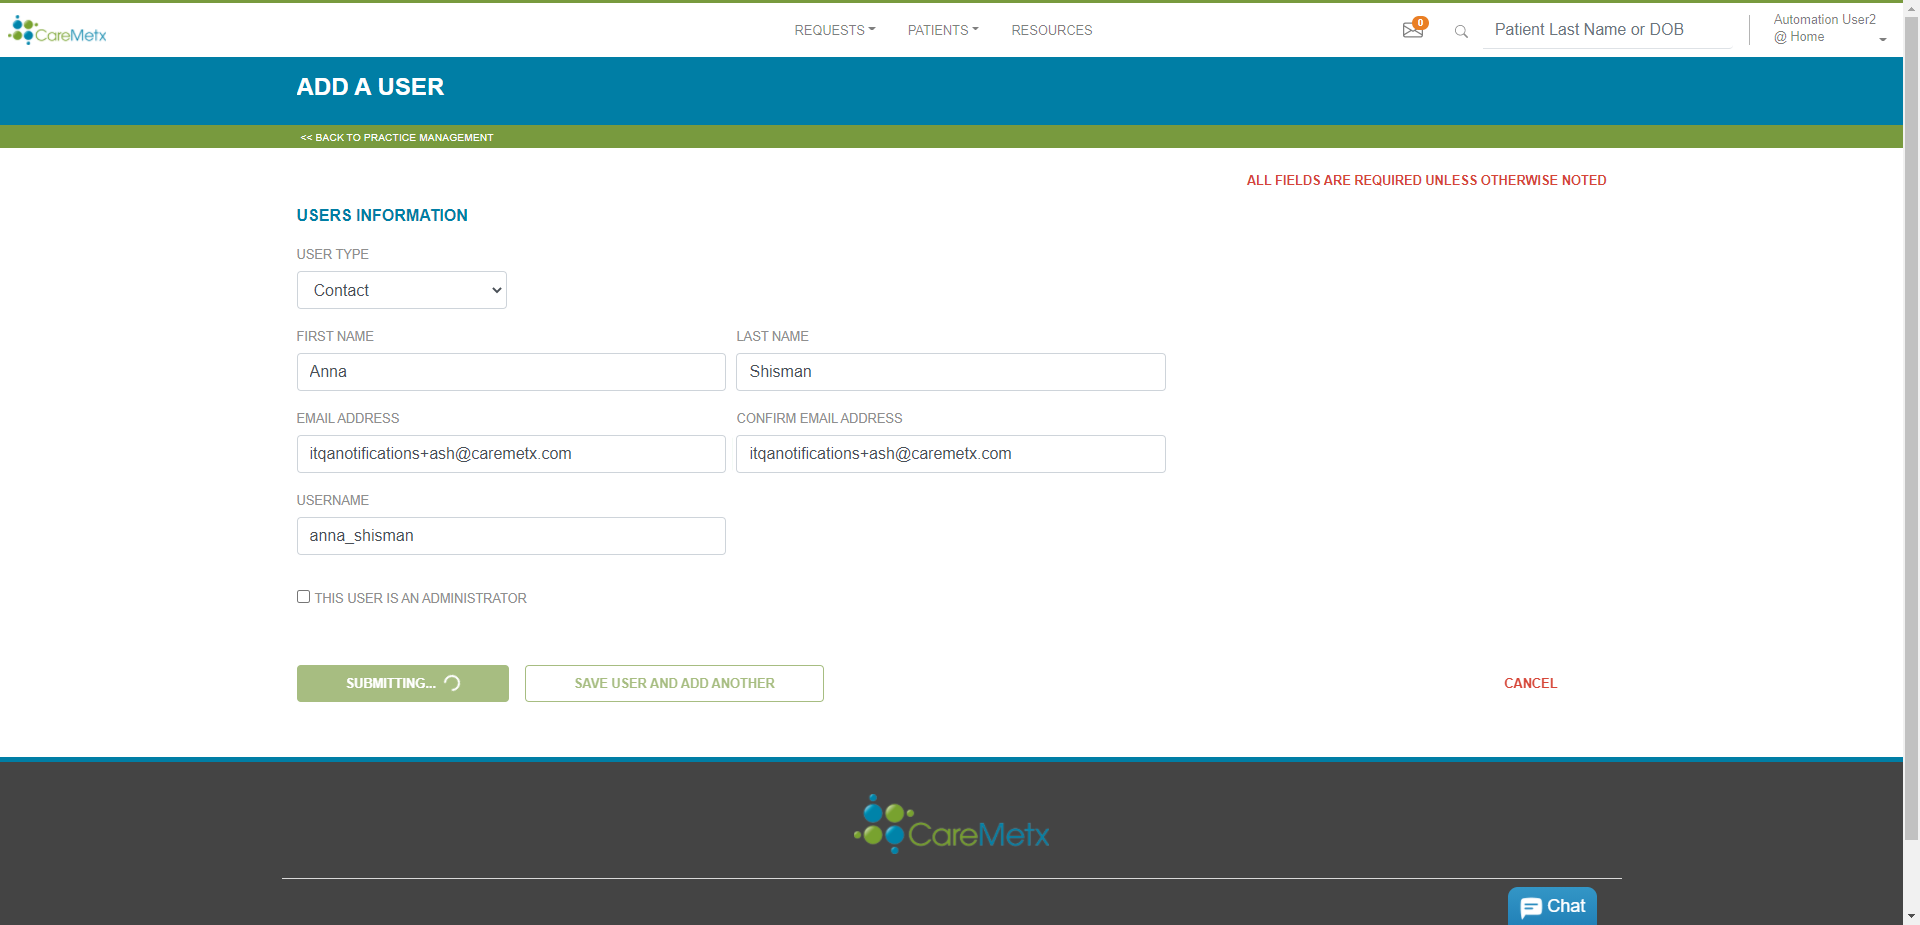 CareMetx
REQUESTS
PATIENTS
RESOURCES
0
Patient Last Name or DOB
Automation User2
@ Home
ADD A USER
<< BACK TO PRACTICE MANAGEMENT
ALL FIELDS ARE REQUIRED UNLESS OTHERWISE NOTED
USERS INFORMATION
USER TYPE
Contact
FIRST NAME
LAST NAME
Anna
Shisman
EMAIL ADDRESS
CONFIRM EMAIL ADDRESS
itqanotifications+ash@caremetx.com
itqanotifications+ash@caremetx.com
USERNAME
anna_shisman
THIS USER IS AN ADMINISTRATOR
SUBMITTING...
SAVE USER AND ADD ANOTHER
CANCEL
CareMetx
Chat